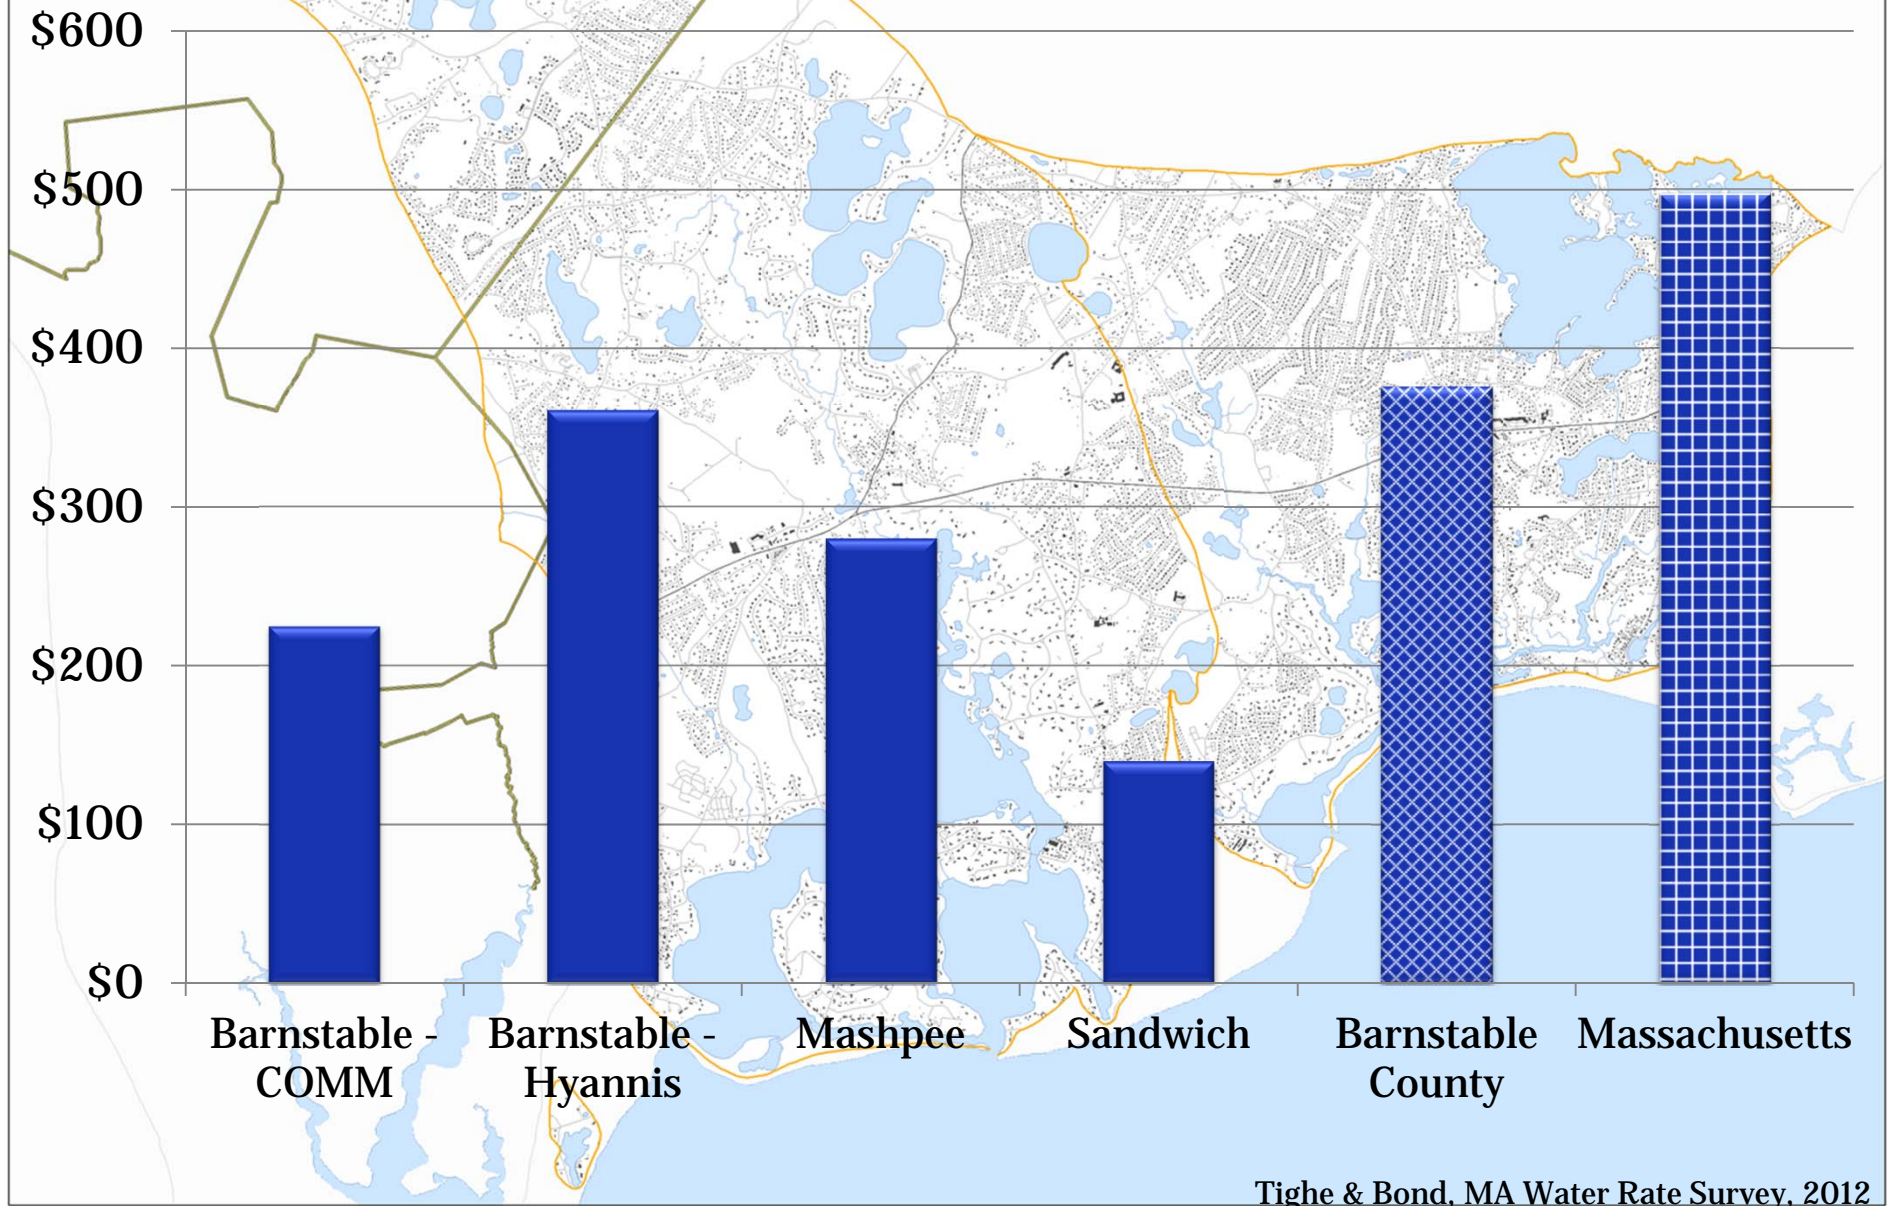 $600
$500
$400
$300
$200
$100
$0
Barnstable -
COMM
Barnstable -
Hyannis
Mashpee
Sandwich
Barnstable
County
Massachusetts
Tighe & Bond, MA Water Rate Survey, 2012